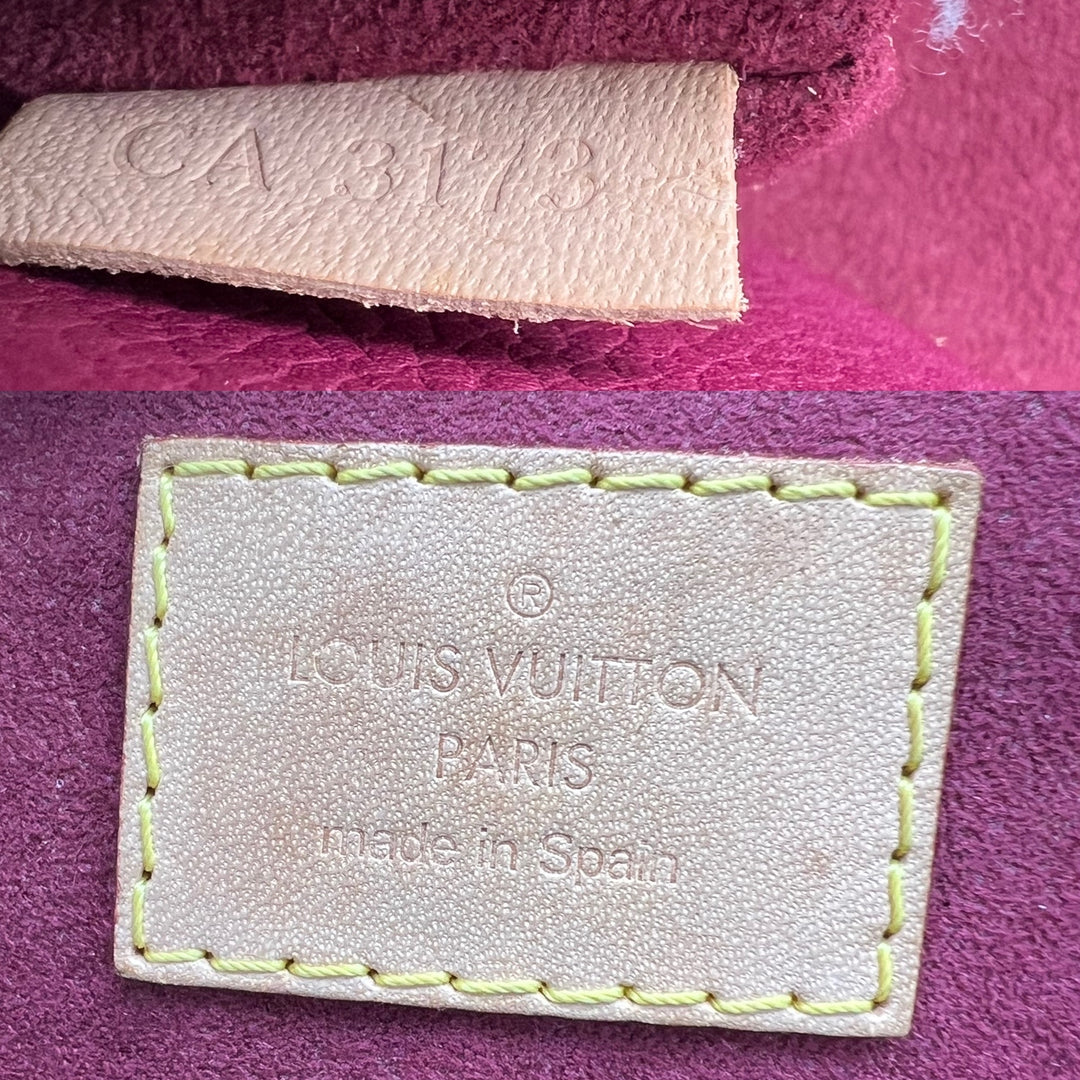 CA 3173
®
LOUIS VUITTON
PARIS
made in Spain